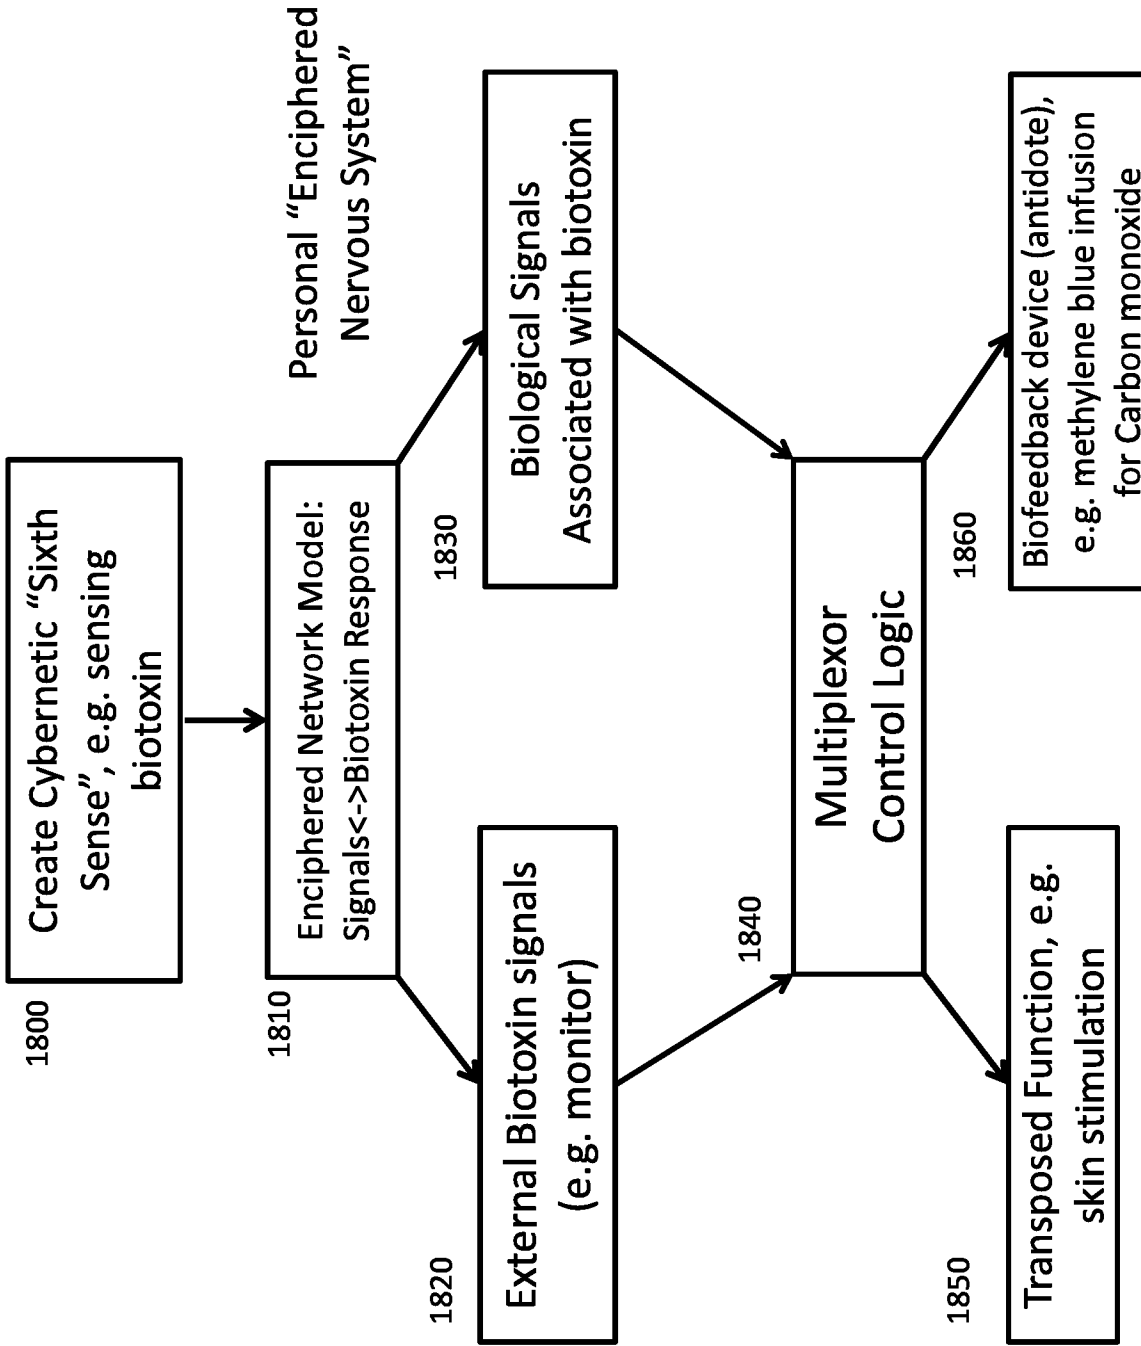 1800
Create Cybernetic “Sixth
Sense”, e.g. sensing
biotoxin
1810
Enciphered Network Model:
Signals<->Biotoxin Response
Personal “Enciphered
Nervous System”
1820
External Biotoxin signals
(e.g. monitor)
1830
Biological Signals
Associated with biotoxin
1840
Multiplexor
Control Logic
1850
Transposed Function, e.g.
skin stimulation
1860
Biofeedback device (antidote),
e.g. methylene blue infusion
for Carbon monoxide